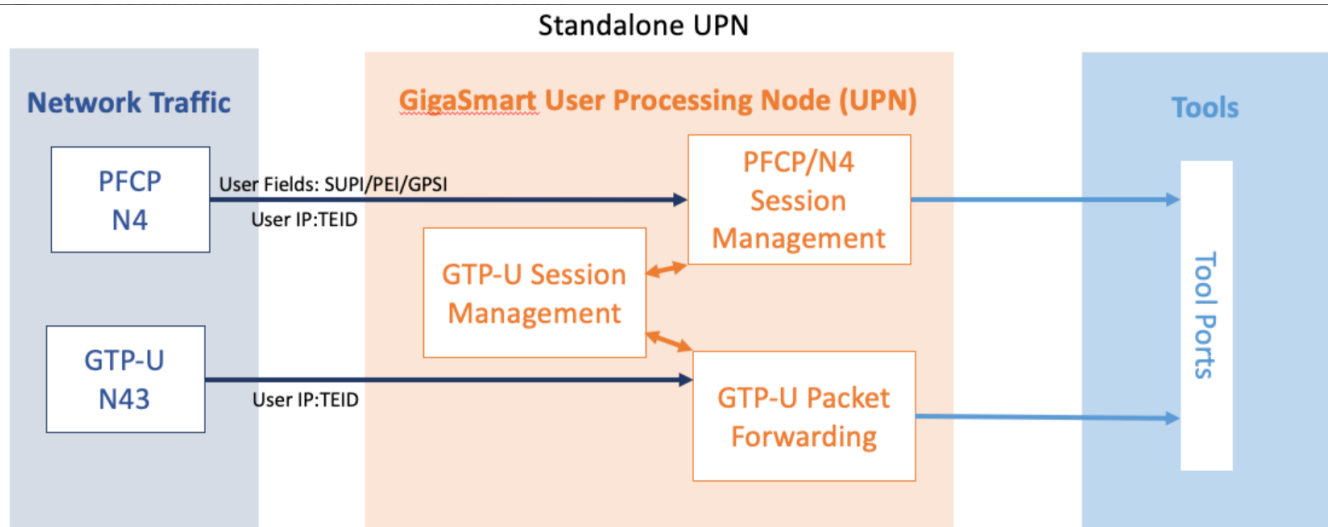 Standalone UPN
Network Traffic
GigaSmart User Processing Node (UPN)
Tools
PFCP
N4
User Fields: SUPI/PEI/GPSI
User IP:TEID
PFCP/N4
Session
Management
GTP-U Session
Management
Tool Ports
GTP-U
N43
User IP:TEID
GTP-U Packet
Forwarding